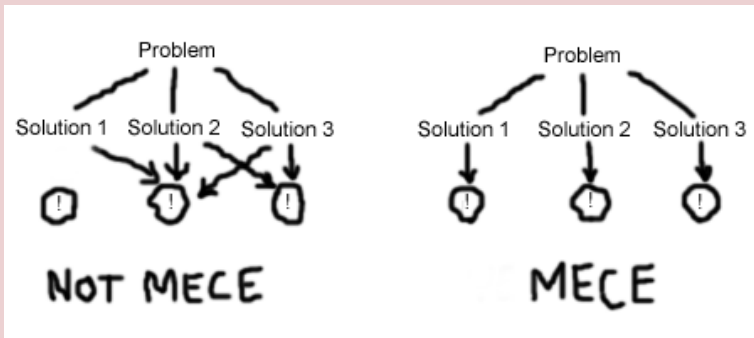 Problem
Solution 1 Solution 2 Solution 3
! ! !
NOT MECE
Problem
Solution 1 Solution 2 Solution 3
! ! !
MECE